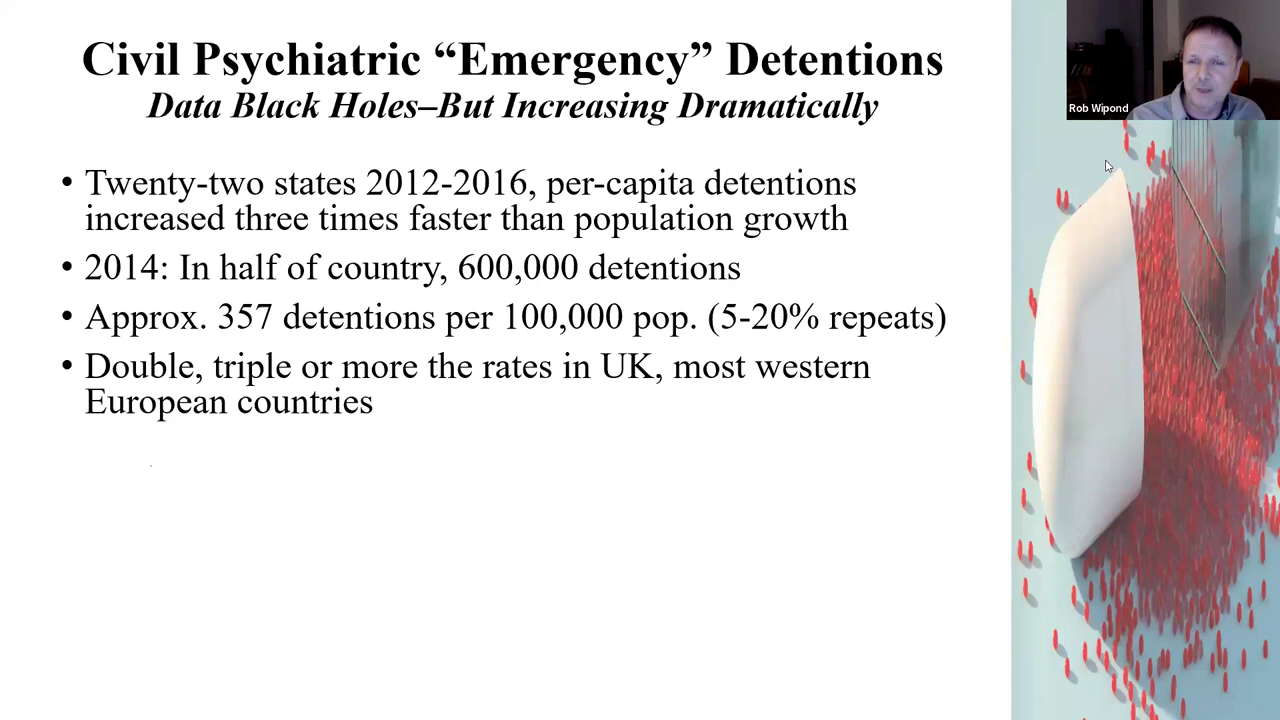 Civil Psychiatric “Emergency” Detentions
Data Black Holes–But Increasing Dramatically
• Twenty-two states 2012-2016, per-capita detentions
increased three times faster than population growth
• 2014: In half of country, 600,000 detentions
• Approx. 357 detentions per 100,000 pop. (5-20% repeats)
• Double, triple or more the rates in UK, most western
European countries
Rob Wipond